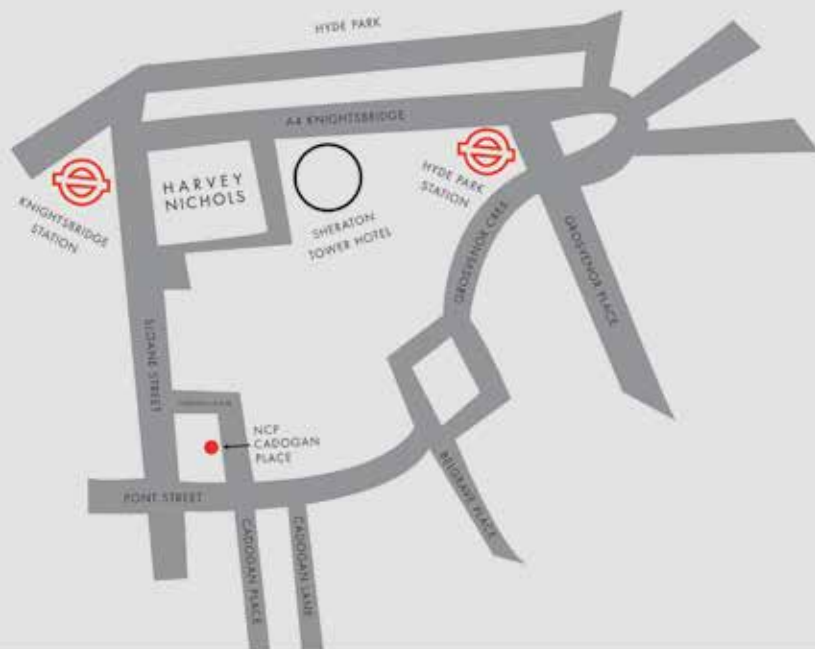 HYDE PARK
A4 KNIGHTSBRIDGE
KNIGHTSBRIDGE
STATION
HARVEY
NICHOLS
SHERATON
TOWER HOTEL
HYDE PARK
STATION
GROSVENOR CRES
GROSVENOR PLACE
SLOANE STREET
NCP
CADOGAN
PLACE
PONT STREET
BELGRAVE PLACE
CADOGAN PLACE
CADOGAN LANE